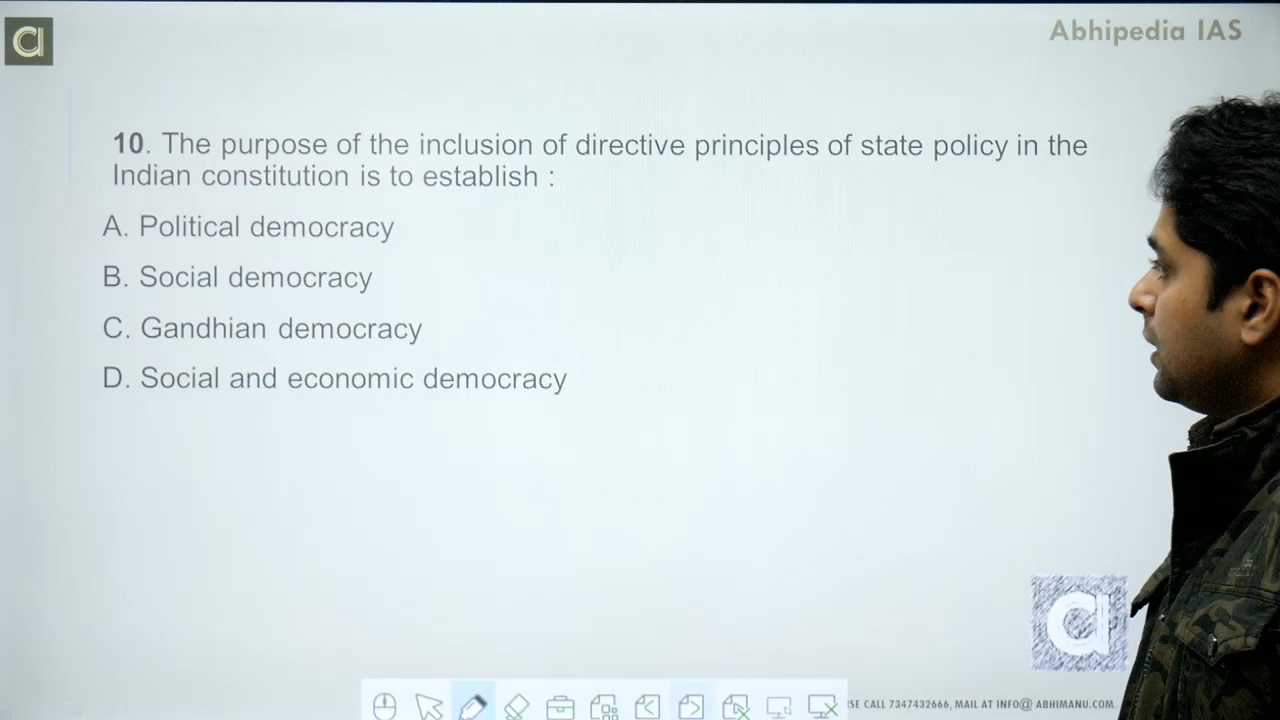 Abhipedia IAS
10. The purpose of the inclusion of directive principles of state policy in the
Indian constitution is to establish :
A. Political democracy
B. Social democracy
C. Gandhian democracy
D. Social and economic democracy
CALL 7347432666, MAIL AT INFO@ ABHIMANU.COM.